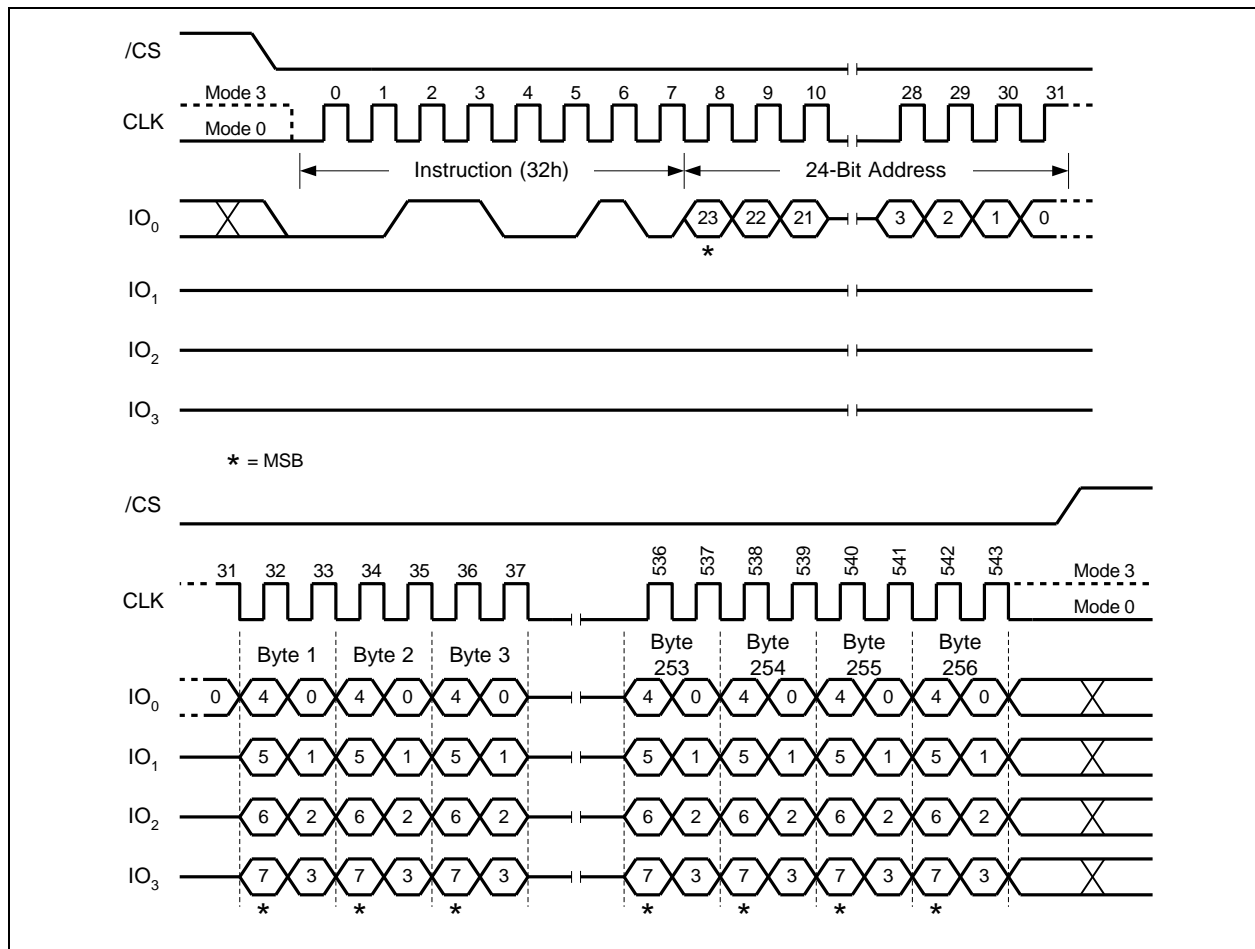 /CS
Mode 3 0 1 2 3 4 5 6 7 8 9 10 28 29 30 31
CLK
Mode 0
Instruction (32h) 24-Bit Address
IO0 23 22 21 3 2 1 0
*
IO1
IO2
IO3
* = MSB
/CS
31 32 33 34 35 36 37 536 537 538 539 540 541 542 543 Mode 3
CLK
Mode 0
Byte 1 Byte 2 Byte 3 Byte 253 Byte 254 Byte 255 Byte 256
IO0 0 4 0 4 0 4 0 4 0 4 0 4 0 4 0
IO1 5 1 5 1 5 1 5 1 5 1 5 1 5 1
IO2 6 2 6 2 6 2 6 2 6 2 6 2 6 2
IO3 7 3 7 3 7 3 7 3 7 3 7 3 7 3
* * * * * * *